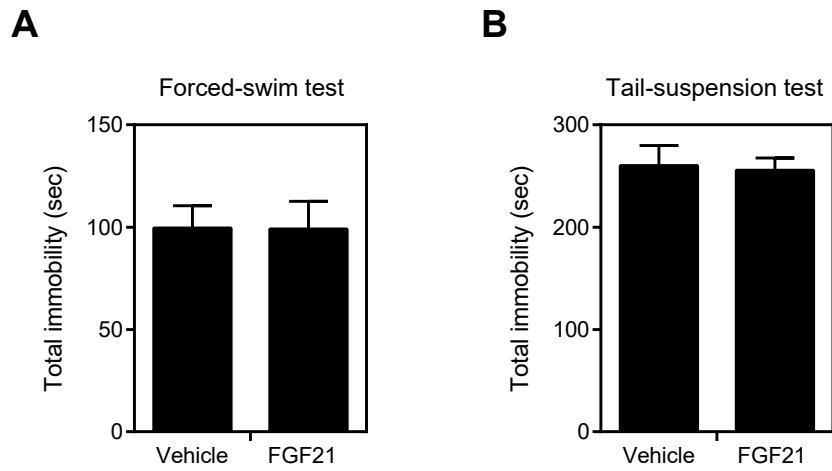 A
B
Forced-swim test
Tail-suspension test
Total immobility (sec)
150
100
50
0
Vehicle
FGF21
Total immobility (sec)
300
200
100
0
Vehicle
FGF21